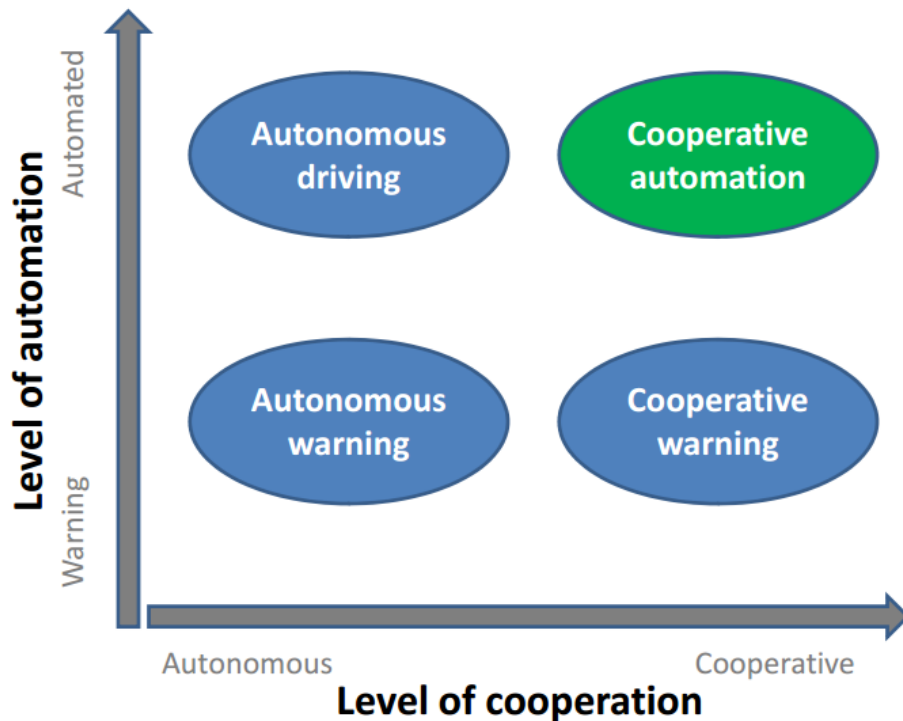 Automated
Level of automation
Warning
Autonomous
driving
Cooperative
automation
Autonomous
warning
Cooperative
warning
Autonomous
Cooperative
Level of cooperation